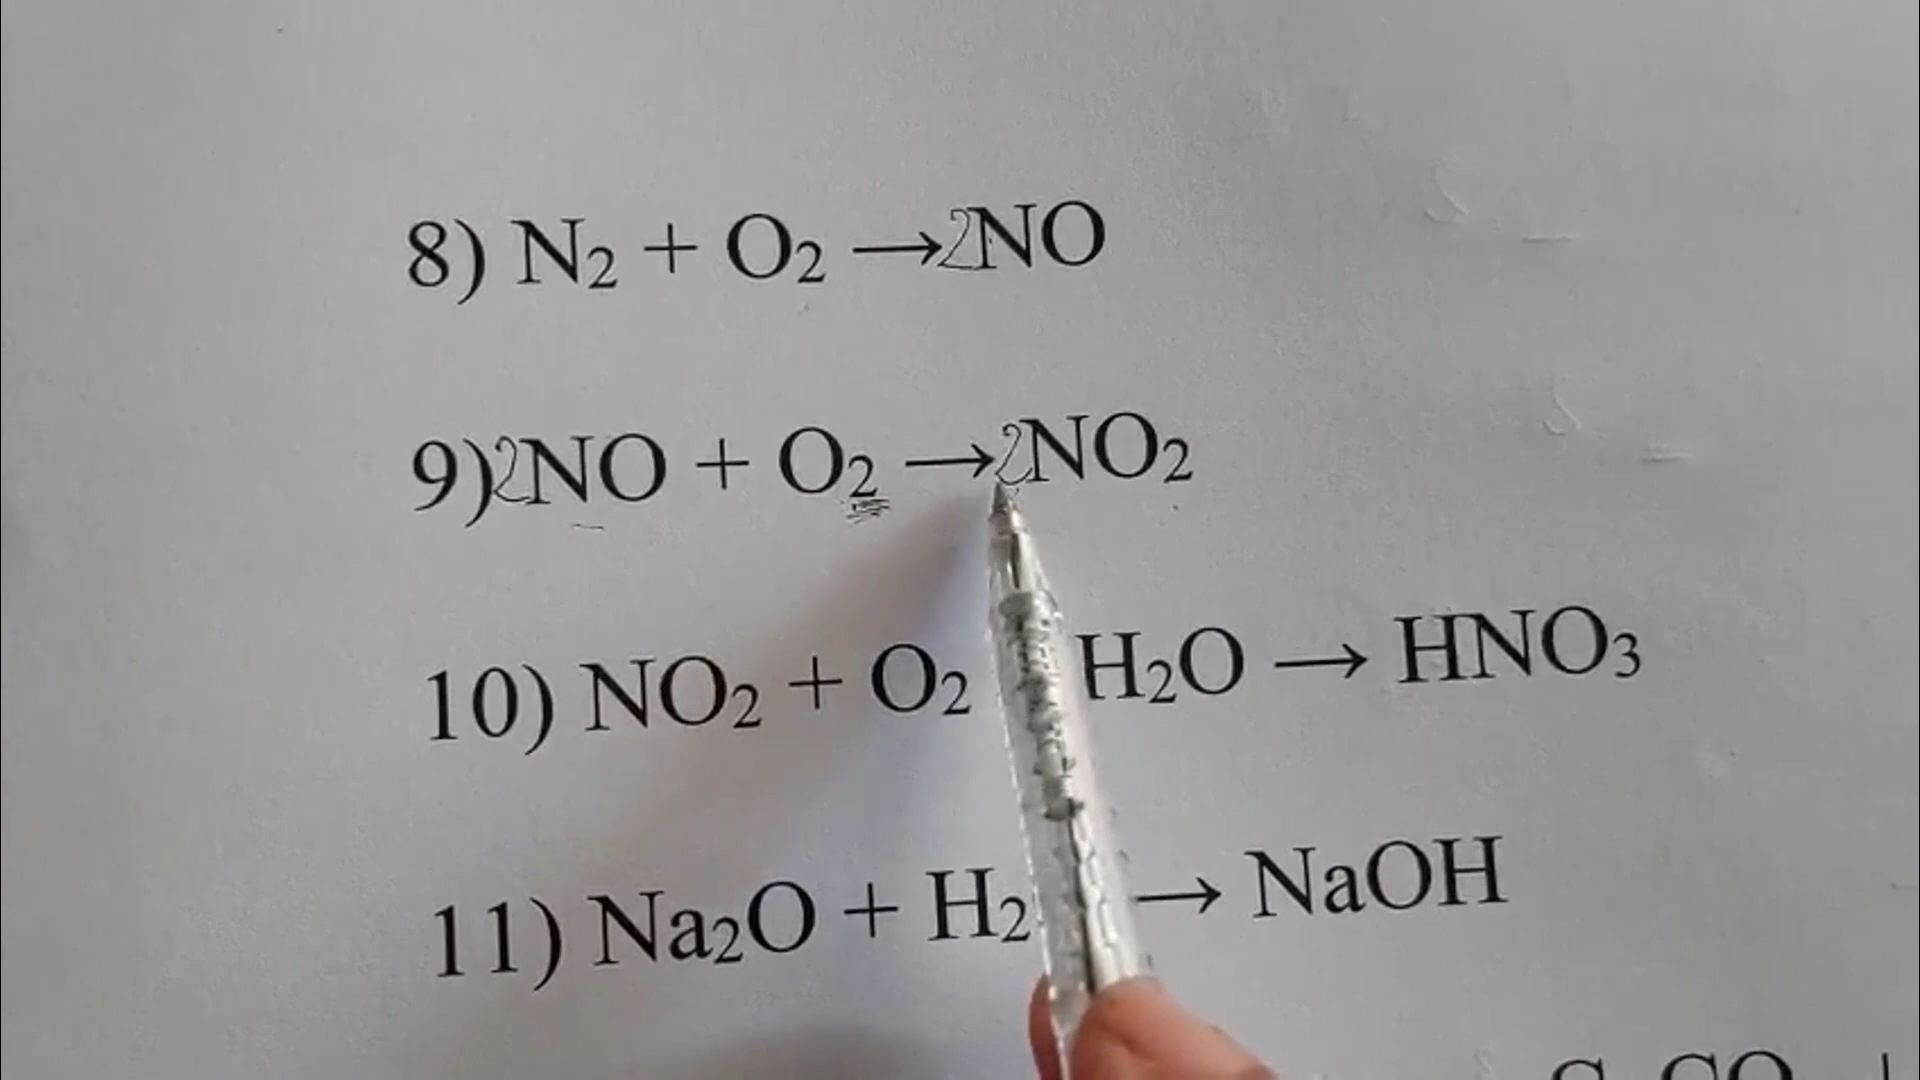 8) N₂ + O₂ →2NO
9)2NO + O₂ →2NO₂
10) NO₂ + O₂ H₂O → HNO₃
11) Na₂O + H₂ → NaOH